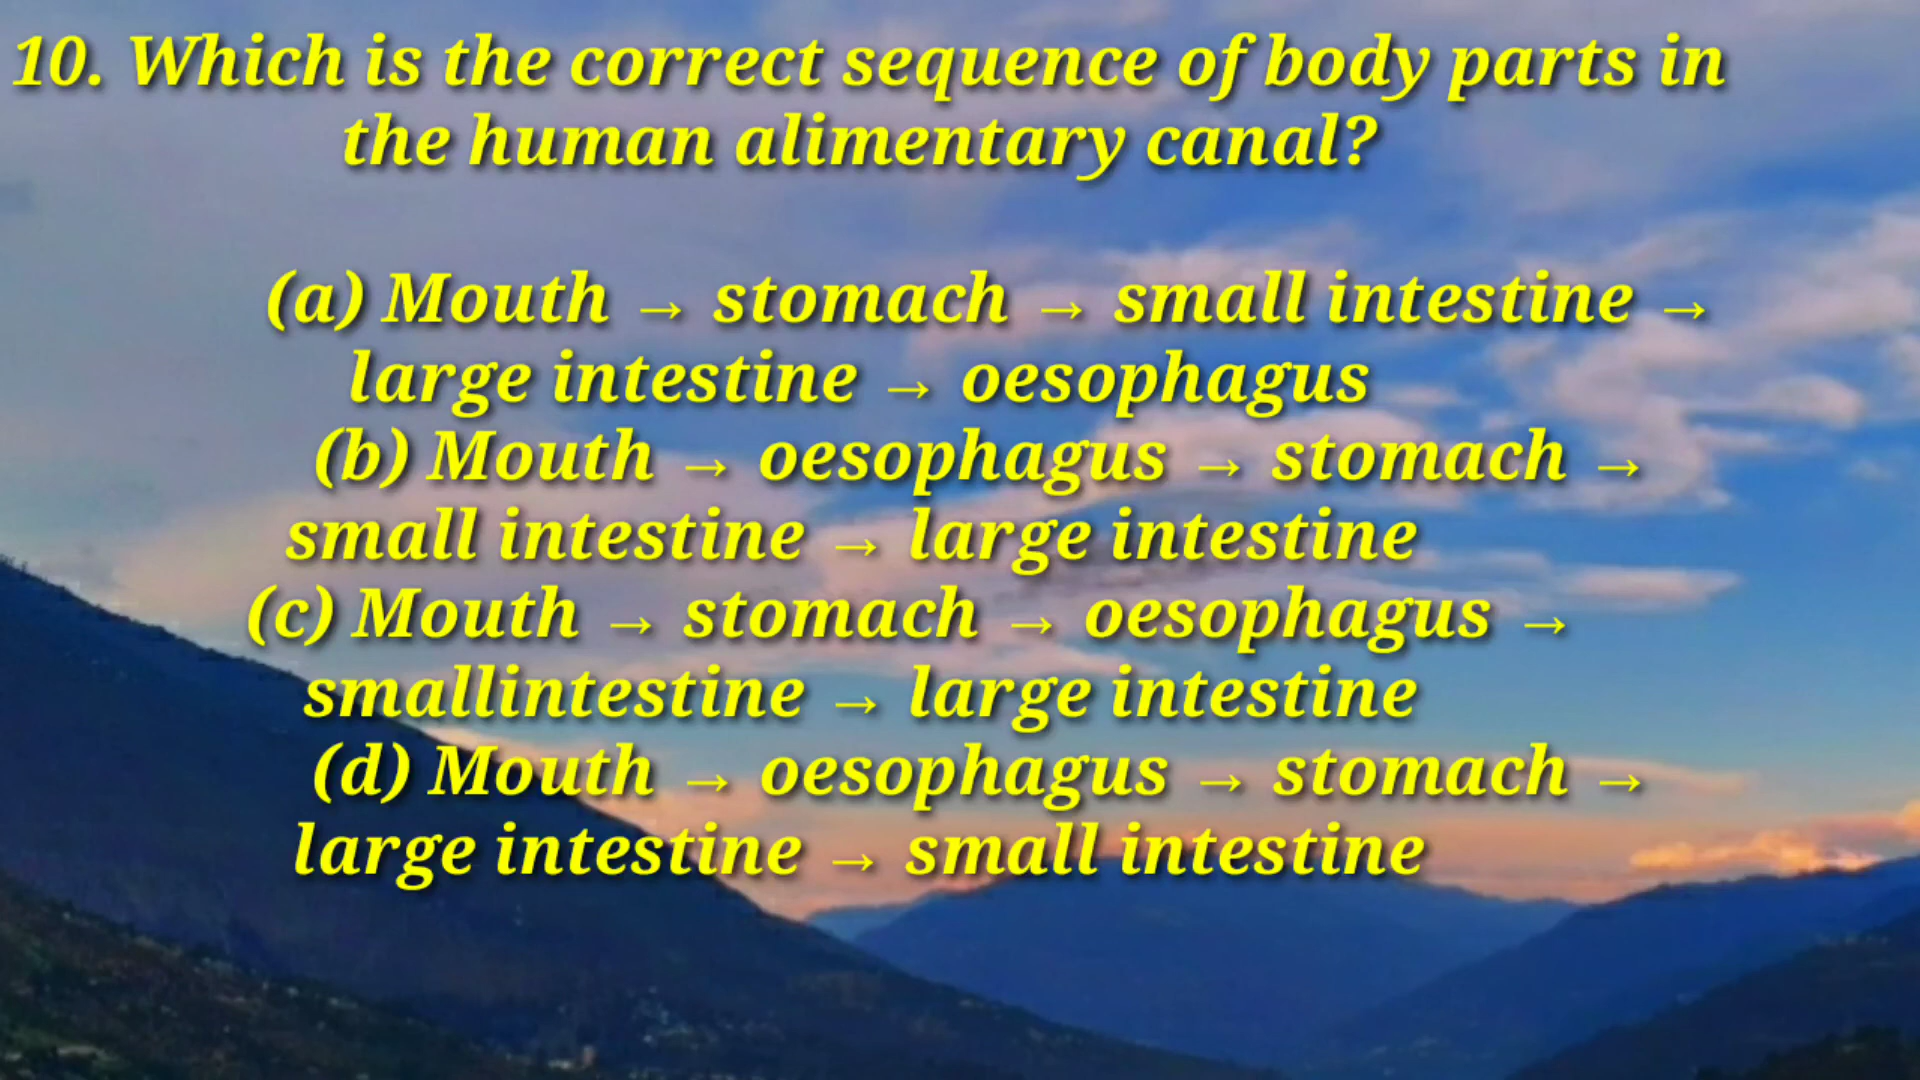 10. Which is the correct sequence of body parts in
the human alimentary canal?
(a) Mouth → stomach → small intestine →
large intestine → oesophagus
(b) Mouth → oesophagus → stomach →
small intestine → large intestine
(c) Mouth → stomach → oesophagus →
smallintestine → large intestine
(d) Mouth → oesophagus → stomach →
large intestine → small intestine